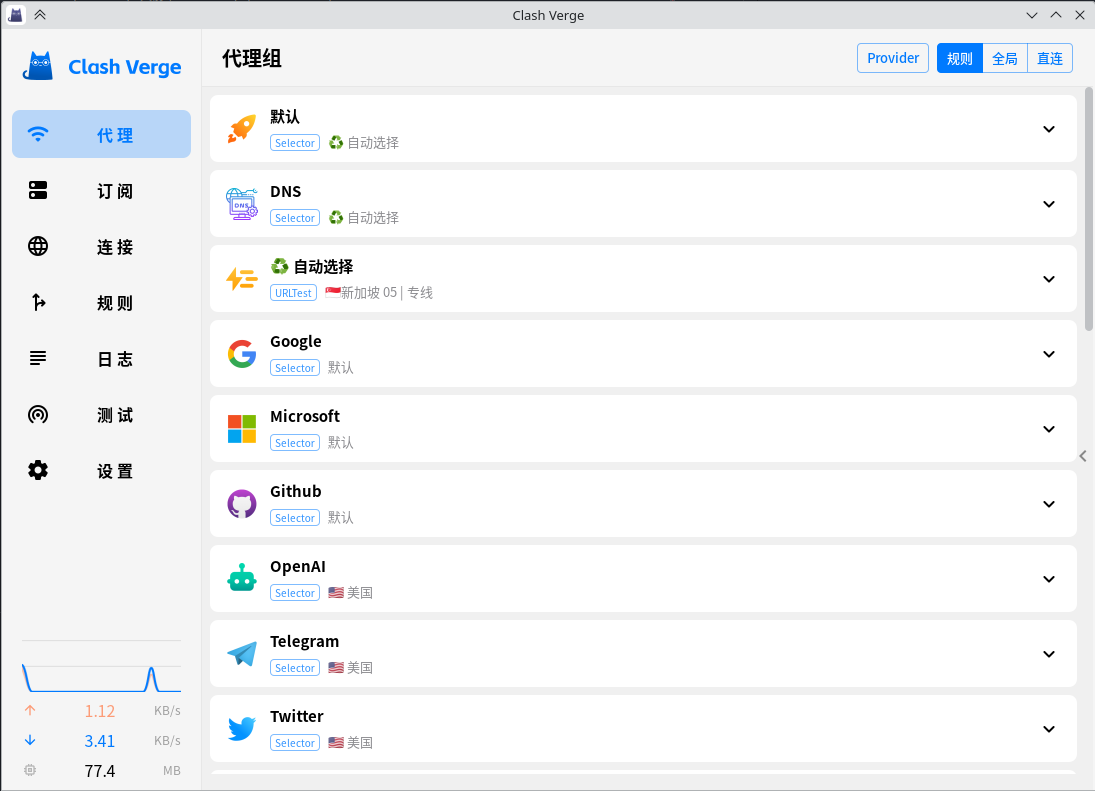 Clash Verge
Clash Verge
代理
订阅
连接
规则
日志
测试
设置
1.12 KB/s
3.41 KB/s
77.4 MB
代理组
Provider
规则 全局 直连
默认
Selector ♻️ 自动选择
DNS
DNS
Selector ♻️ 自动选择
♻️ 自动选择
URLTest 🇸🇬新加坡 05 | 专线
Google
Selector 默认
Microsoft
Selector 默认
Github
Selector 默认
OpenAI
Selector 🇺🇸 美国
Telegram
Selector 🇺🇸 美国
Twitter
Selector 🇺🇸 美国